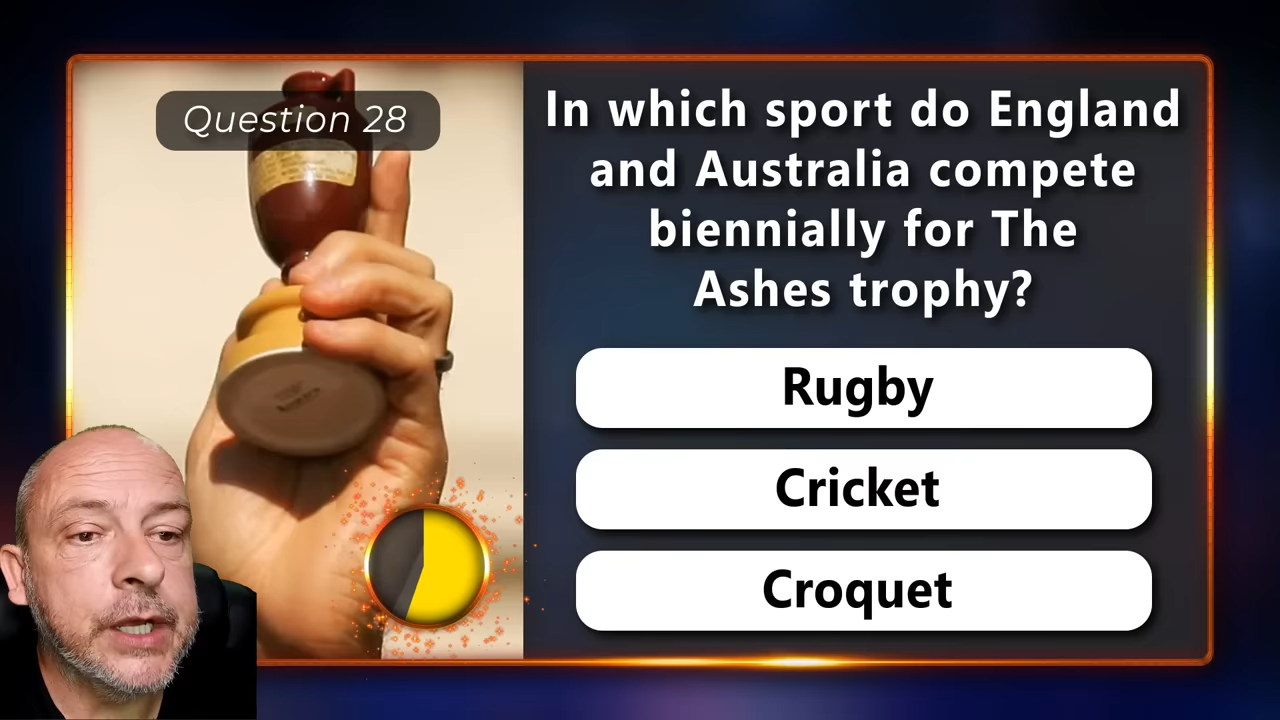 Question 28
In which sport do England
and Australia compete
biennially for The
Ashes trophy?
Rugby
Cricket
Croquet